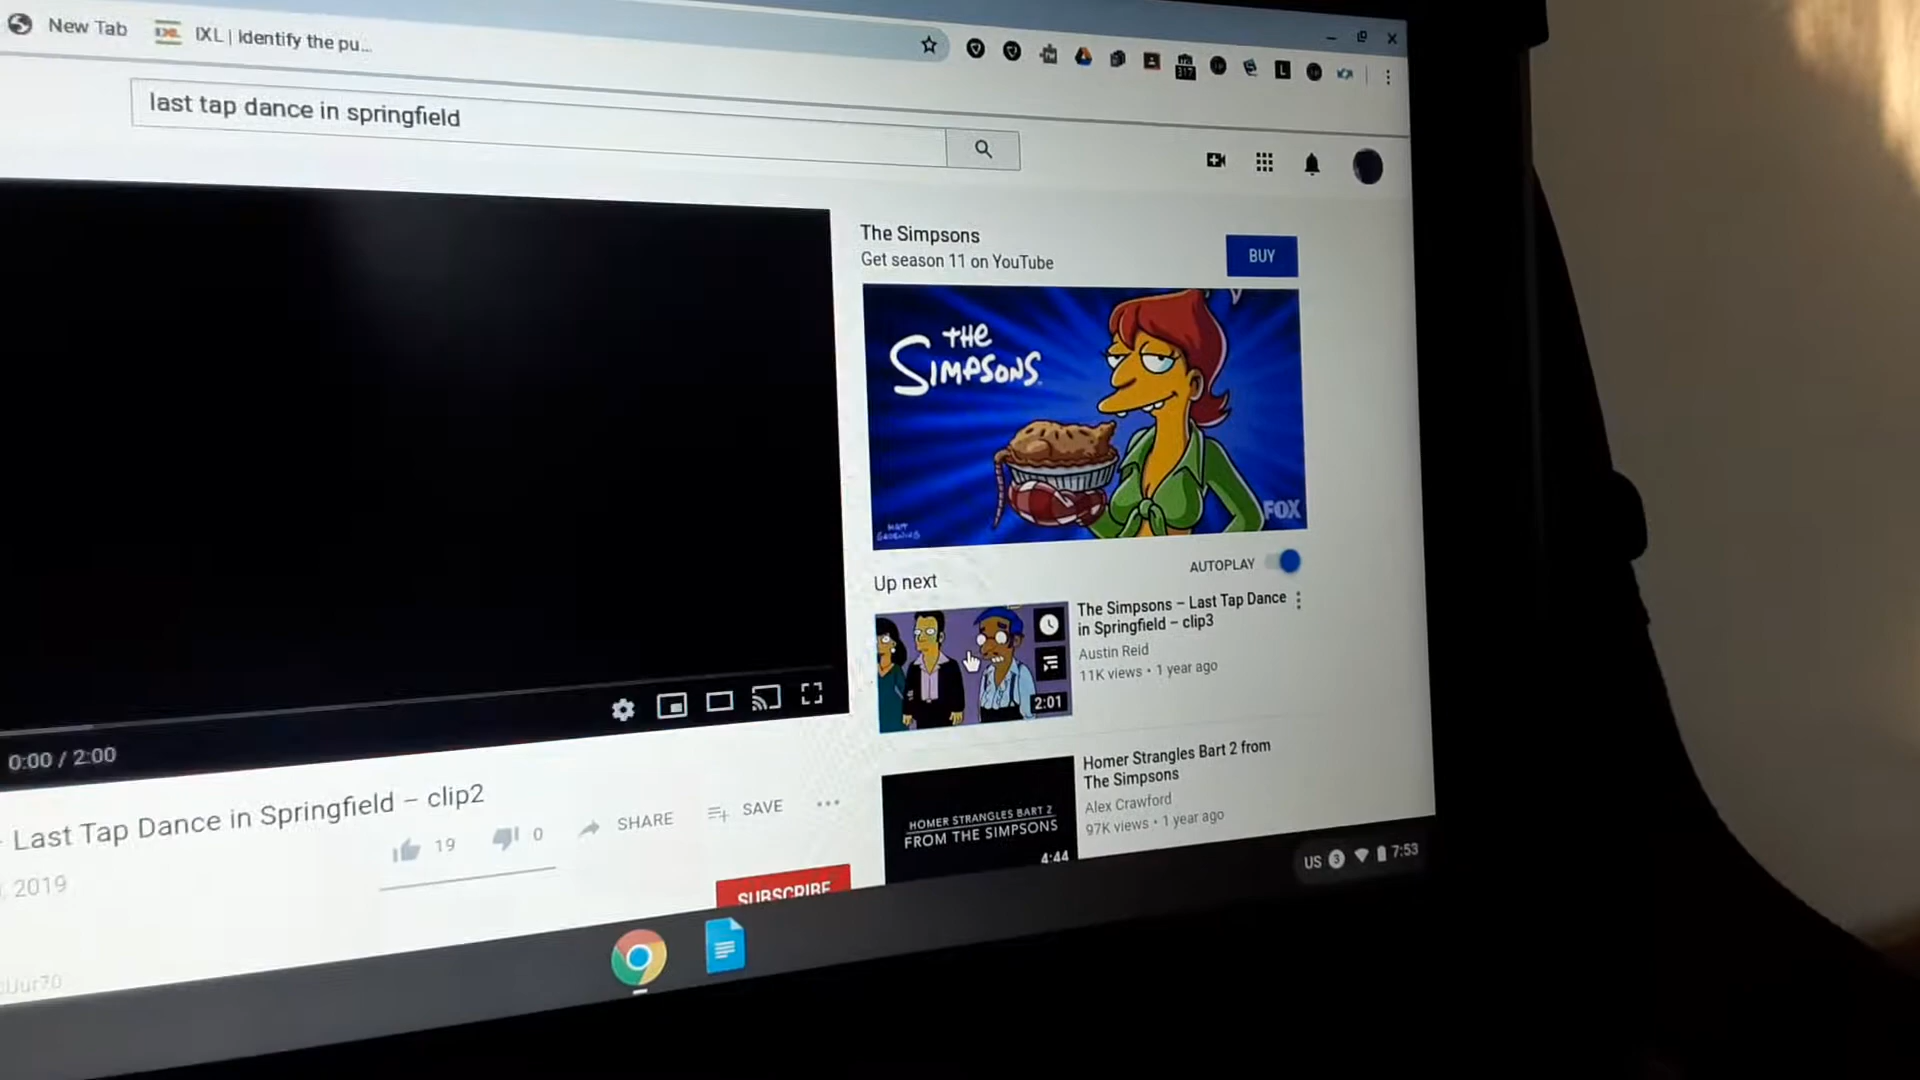 New Tab
IXL | Identify the pu...
317
L
last tap dance in springfield
The Simpsons
Get season 11 on YouTube
BUY
THE
SIMPSONS
MATT
GROENING
FOX
Up next
AUTOPLAY
The Simpsons – Last Tap Dance
in Springfield – clip3
Austin Reid
11K views • 1 year ago
2:01
Homer Strangles Bart 2 from
The Simpsons
Alex Crawford
97K views • 1 year ago
HOMER STRANGLES BART 2
FROM THE SIMPSONS
4:44
0:00 / 2:00
- Last Tap Dance in Springfield – clip2
19
0
SHARE
SAVE
, 2019
SUBSCRIBE
US 3 7:53